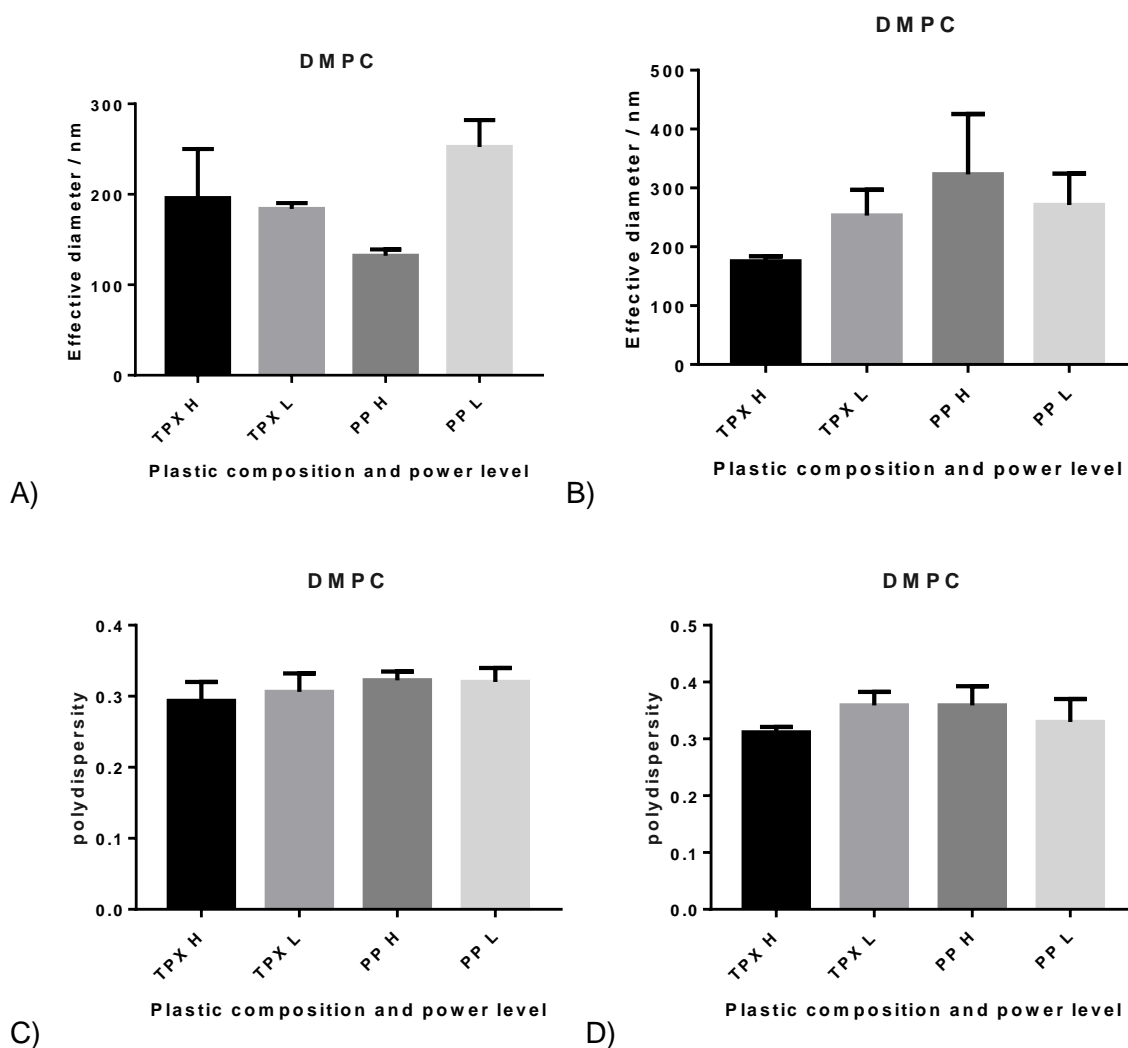 DMPC
Effective diameter / nm
300
200
100
0
TPX H
TPX L
PP H
PP L
Plastic composition and power level
A)
DMPC
Effective diameter / nm
500
400
300
200
100
0
TPX H
TPX L
PP H
PP L
Plastic composition and power level
B)
DMPC
polydispersity
0.4
0.3
0.2
0.1
0.0
TPX H
TPX L
PP H
PP L
Plastic composition and power level
C)
DMPC
polydispersity
0.5
0.4
0.3
0.2
0.1
0.0
TPX H
TPX L
PP H
PP L
Plastic composition and power level
D)